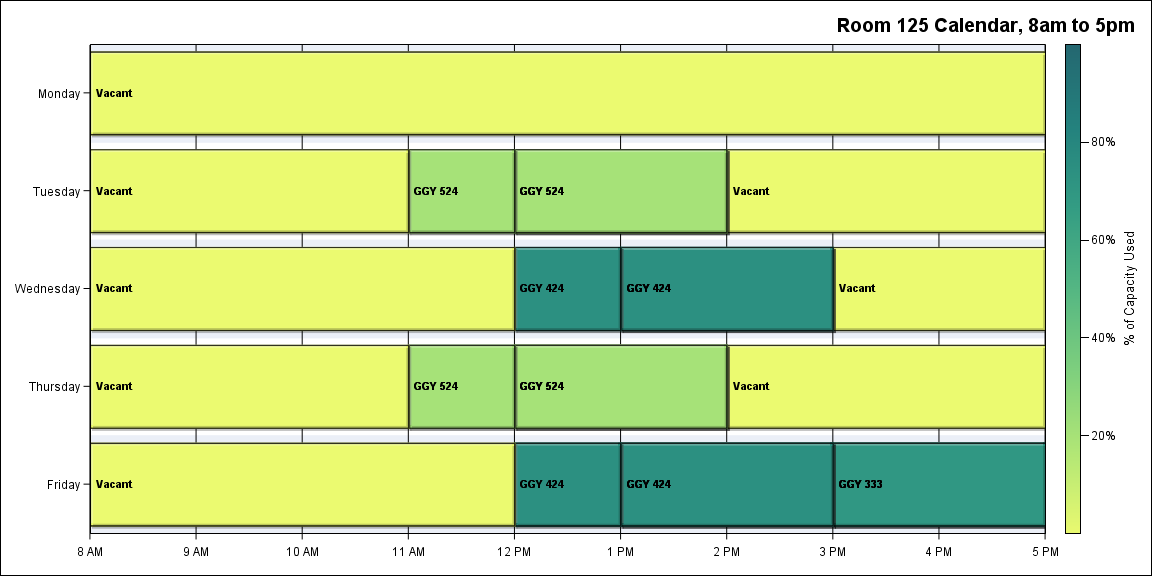 Room 125 Calendar, 8am to 5pm
Monday
Vacant
Tuesday
Vacant
GGY 524
GGY 524
Vacant
Wednesday
Vacant
GGY 424
GGY 424
Vacant
Thursday
Vacant
GGY 524
GGY 524
Vacant
Friday
Vacant
GGY 424
GGY 424
GGY 333
8 AM
9 AM
10 AM
11 AM
12 PM
1 PM
2 PM
3 PM
4 PM
5 PM
80%
60%
40%
20%
% of Capacity Used